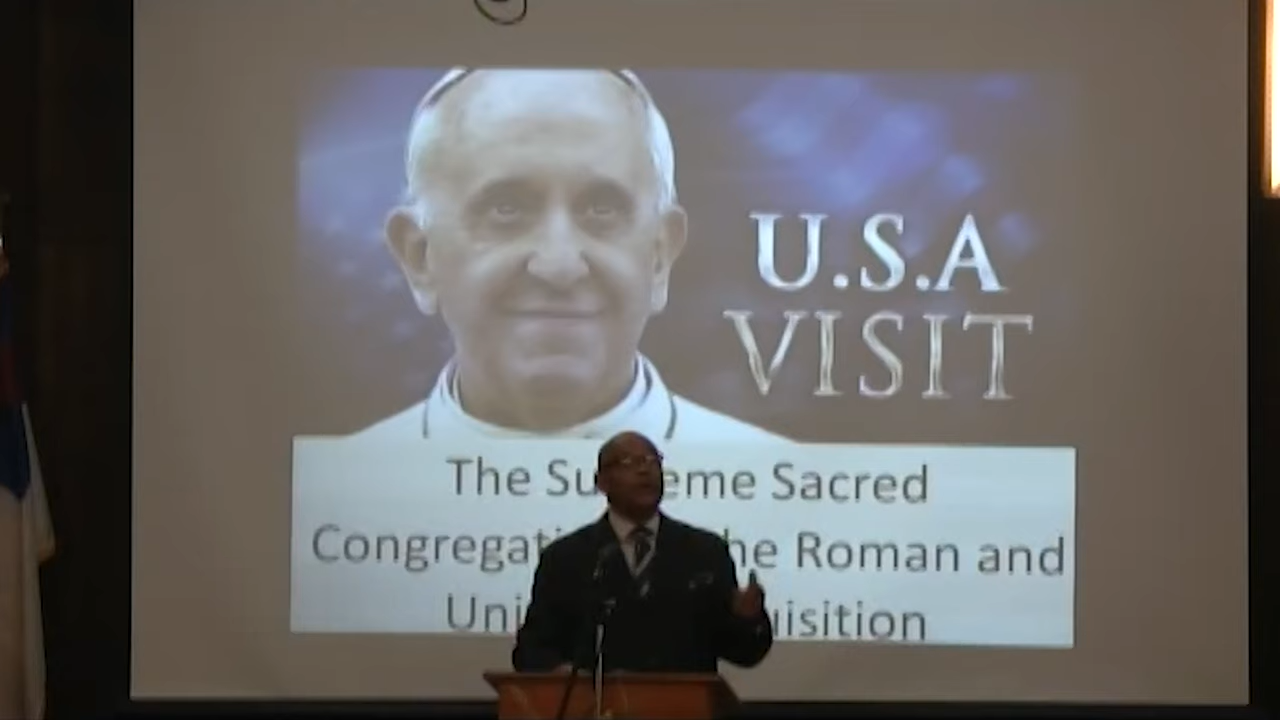 U.S.A
VISIT
The Su eme Sacred
Congregati he Roman and
Uni uisition